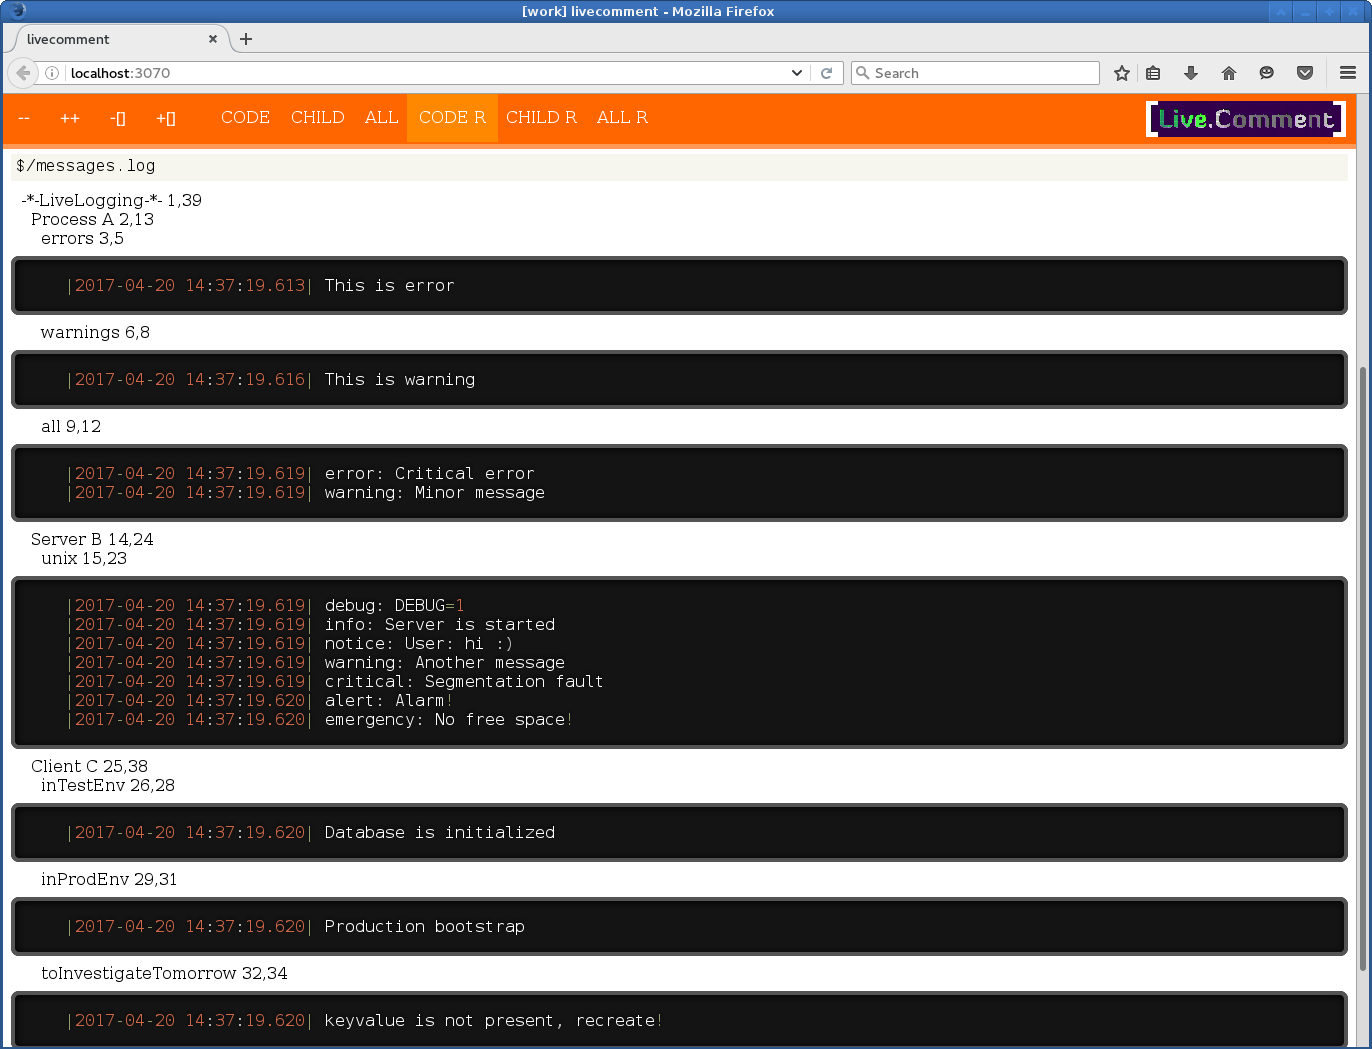 [work] livecomment - Mozilla Firefox
livecomment
localhost:3070
Search
-- ++ -[] +[] CODE CHILD ALL CODE R CHILD R ALL R Live.Comment
$/messages.log
-*-LiveLogging-*- 1,39
Process A 2,13
errors 3,5
|2017-04-20 14:37:19.613| This is error
warnings 6,8
|2017-04-20 14:37:19.616| This is warning
all 9,12
|2017-04-20 14:37:19.619| error: Critical error
|2017-04-20 14:37:19.619| warning: Minor message
Server B 14,24
unix 15,23
|2017-04-20 14:37:19.619| debug: DEBUG=1
|2017-04-20 14:37:19.619| info: Server is started
|2017-04-20 14:37:19.619| notice: User: hi :)
|2017-04-20 14:37:19.619| warning: Another message
|2017-04-20 14:37:19.619| critical: Segmentation fault
|2017-04-20 14:37:19.620| alert: Alarm!
|2017-04-20 14:37:19.620| emergency: No free space!
Client C 25,38
inTestEnv 26,28
|2017-04-20 14:37:19.620| Database is initialized
inProdEnv 29,31
|2017-04-20 14:37:19.620| Production bootstrap
toInvestigateTomorrow 32,34
|2017-04-20 14:37:19.620| keyvalue is not present, recreate!